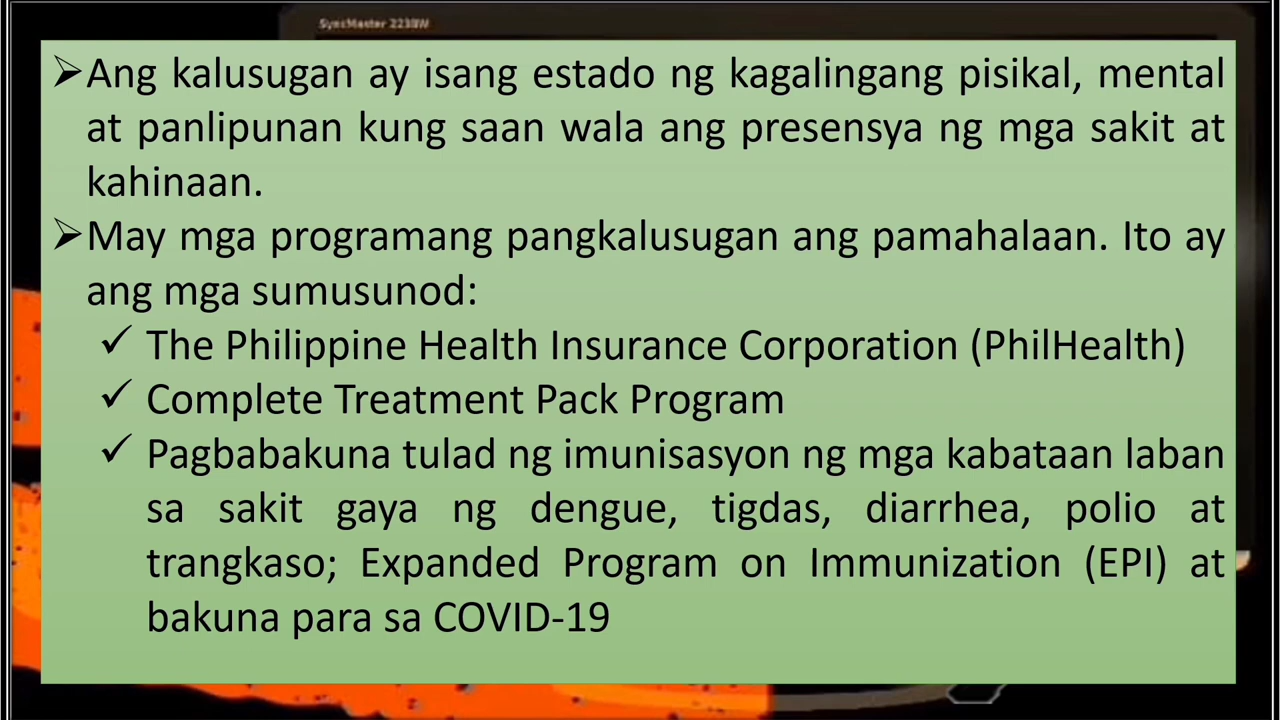 SyncMaster 2238W
➢Ang kalusugan ay isang estado ng kagalingang pisikal, mental
at panlipunan kung saan wala ang presensya ng mga sakit at
kahinaan.
➢May mga programang pangkalusugan ang pamahalaan. Ito ay
ang mga sumusunod:
✓ The Philippine Health Insurance Corporation (PhilHealth)
✓ Complete Treatment Pack Program
✓ Pagbabakuna tulad ng imunisasyon ng mga kabataan laban
sa sakit gaya ng dengue, tigdas, diarrhea, polio at
trangkaso; Expanded Program on Immunization (EPI) at
bakuna para sa COVID-19